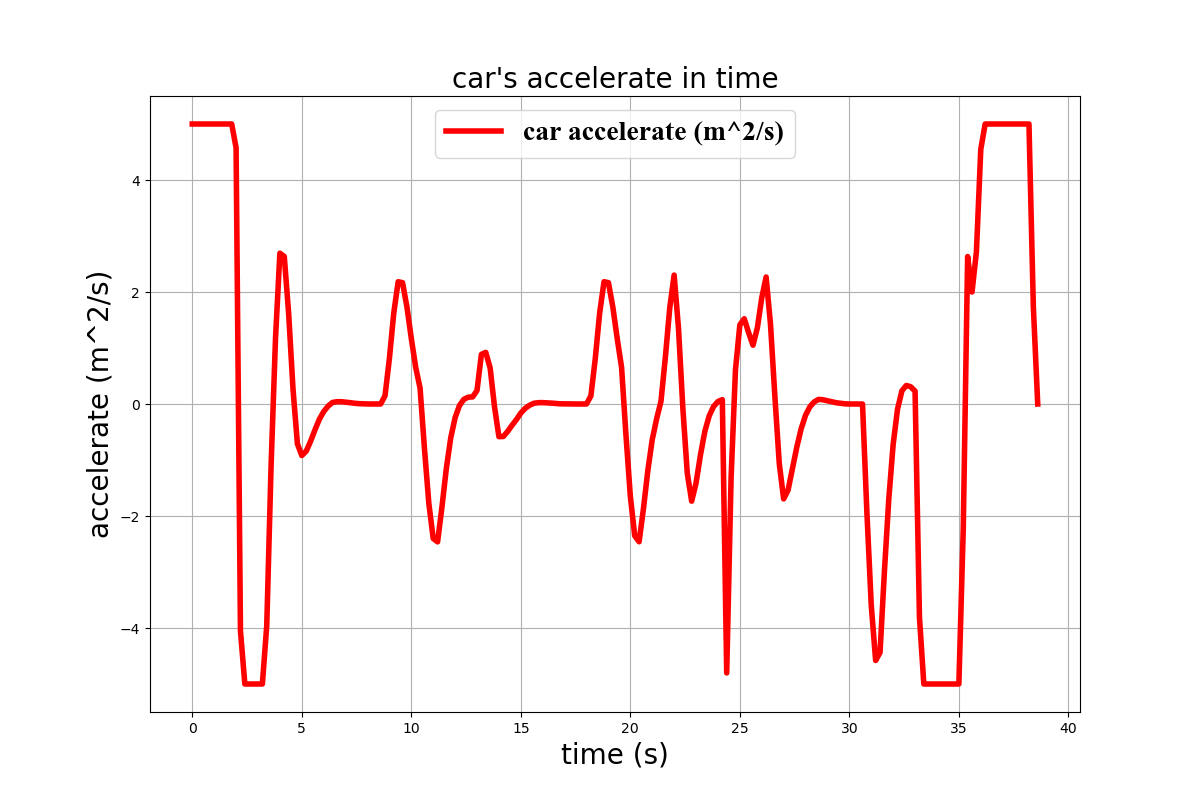 car's accelerate in time
car accelerate (m^2/s)
accelerate (m^2/s)
4
2
0
−2
−4
0 5 10 15 20 25 30 35 40
time (s)